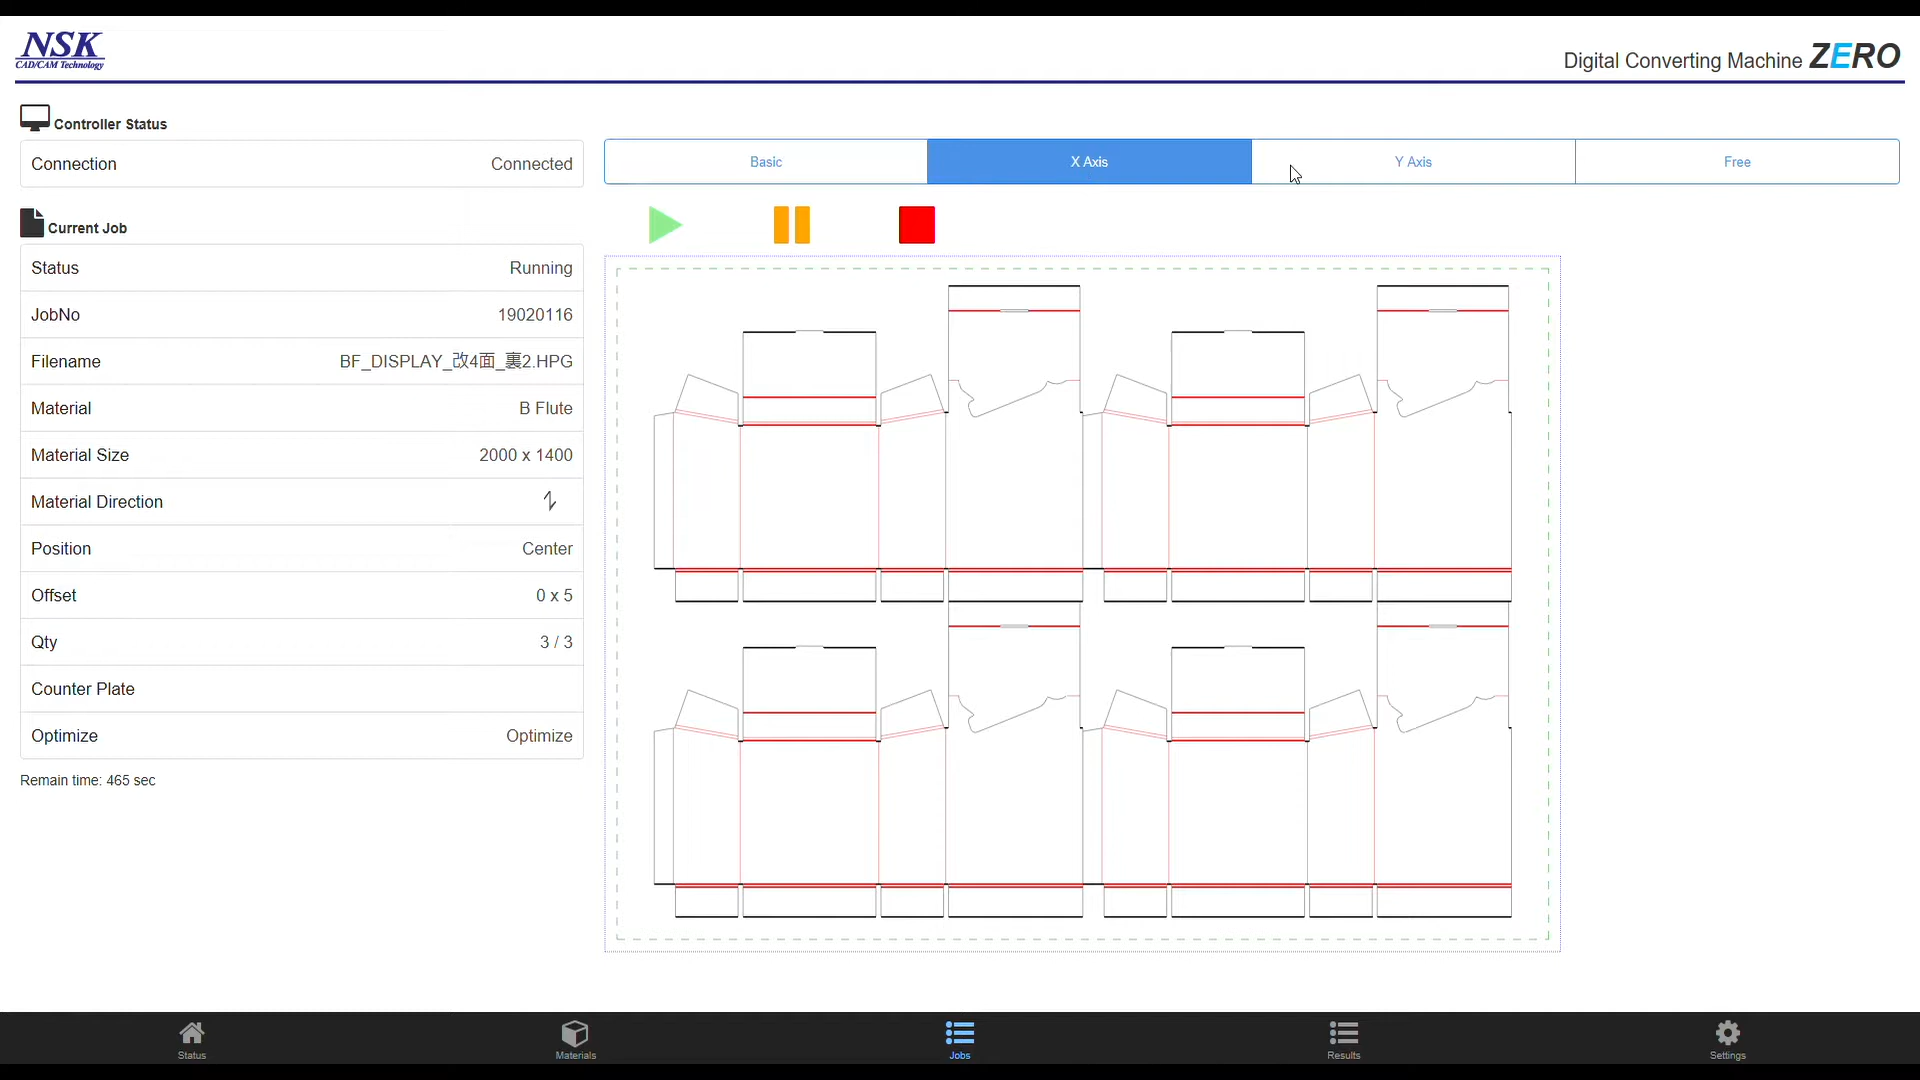 NSK
CAD/CAM Technology
Digital Converting Machine ZERO
Controller Status
Connection Connected
Current Job
Status Running
JobNo 19020116
Filename BF_DISPLAY_改4面_裏2.HPG
Material B Flute
Material Size 2000 x 1400
Material Direction
Position Center
Offset 0 x 5
Qty 3 / 3
Counter Plate
Optimize Optimize
Remain time: 465 sec
Basic X Axis Y Axis Free
Status Materials Jobs Results Settings